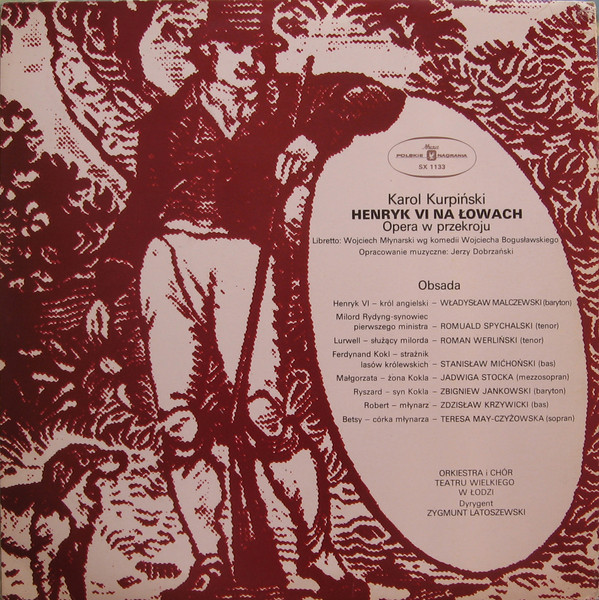 Muza
POLSKIE NAGRANIA
SX 1133
Karol Kurpiński
HENRYK VI NA ŁOWACH
Opera w przekroju
Libretto: Wojciech Młynarski wg komedii Wojciecha Bogusławskiego
Opracowanie muzyczne: Jerzy Dobrzański
Obsada
Henryk VI – król angielski – WŁADYSŁAW MALCZEWSKI (baryton)
Milord Rydyng-synowiec
pierwszego ministra – ROMUALD SPYCHALSKI (tenor)
Lurwell – służący milorda – ROMAN WERLIŃSKI (tenor)
Ferdynand Kokl – strażnik
lasów królewskich – STANISŁAW MICHOŃSKI (bas)
Małgorzata – żona Kokla – JADWIGA STOCKA (mezzosopran)
Ryszard – syn Kokla – ZBIGNIEW JANKOWSKI (baryton)
Robert – młynarz – ZDZISŁAW KRZYWICKI (bas)
Betsy – córka młynarza – TERESA MAY-CZYŻOWSKA (sopran)
ORKIESTRA i CHÓR
TEATRU WIELKIEGO
W ŁODZI
Dyrygent
ZYGMUNT LATOSZEWSKI